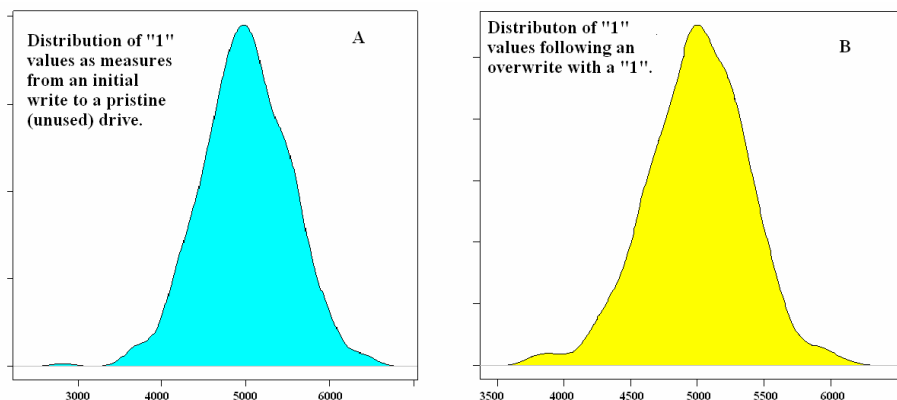 Distribution of "1"
values as measures
from an initial
write to a pristine
(unused) drive.
A
3000 4000 5000 6000
Distributon of "1"
values following an
overwrite with a "1".
B
3500 4000 4500 5000 5500 6000